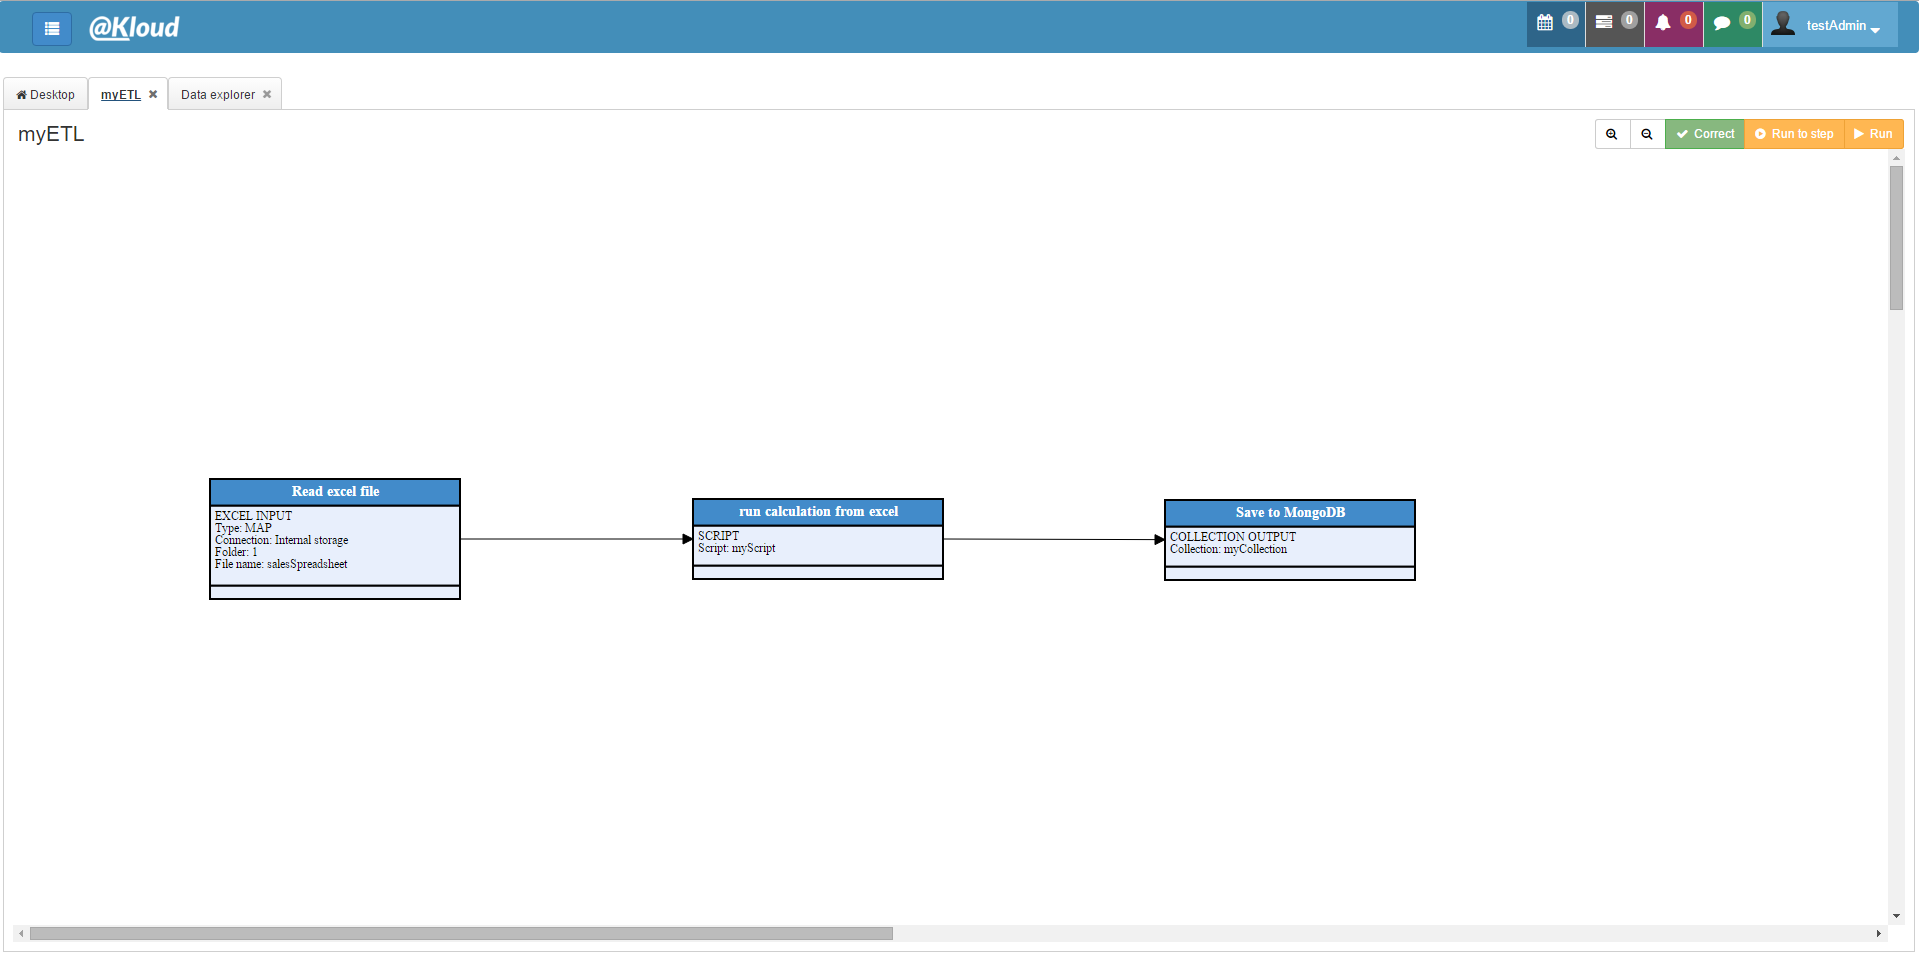 @Kloud
0
0
0
0
testAdmin
Desktop
myETL
Data explorer
myETL
Correct
Run to step
Run
Read excel file
EXCEL INPUT
Type: MAP
Connection: Internal storage
Folder: 1
File name: salesSpreadsheet
run calculation from excel
SCRIPT
Script: myScript
Save to MongoDB
COLLECTION OUTPUT
Collection: myCollection